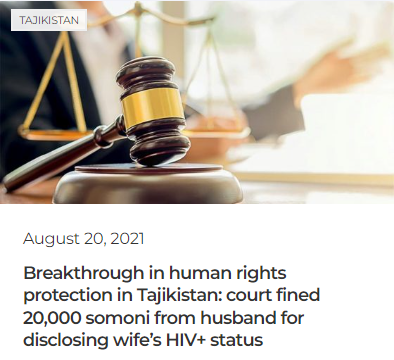 TAJIKISTAN
August 20, 2021
Breakthrough in human rights
protection in Tajikistan: court fined
20,000 somoni from husband for
disclosing wife's HIV+ status